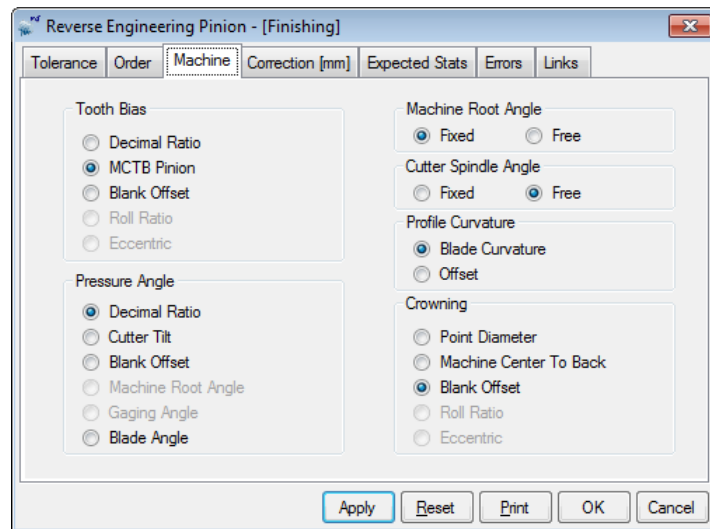 Reverse Engineering Pinion - [Finishing]
Tolerance Order Machine Correction [mm] Expected Stats Errors Links
Tooth Bias
Decimal Ratio
MCTB Pinion
Blank Offset
Roll Ratio
Eccentric
Pressure Angle
Decimal Ratio
Cutter Tilt
Blank Offset
Machine Root Angle
Gaging Angle
Blade Angle
Machine Root Angle
Fixed Free
Cutter Spindle Angle
Fixed Free
Profile Curvature
Blade Curvature
Offset
Crowning
Point Diameter
Machine Center To Back
Blank Offset
Roll Ratio
Eccentric
Apply Reset Print OK Cancel